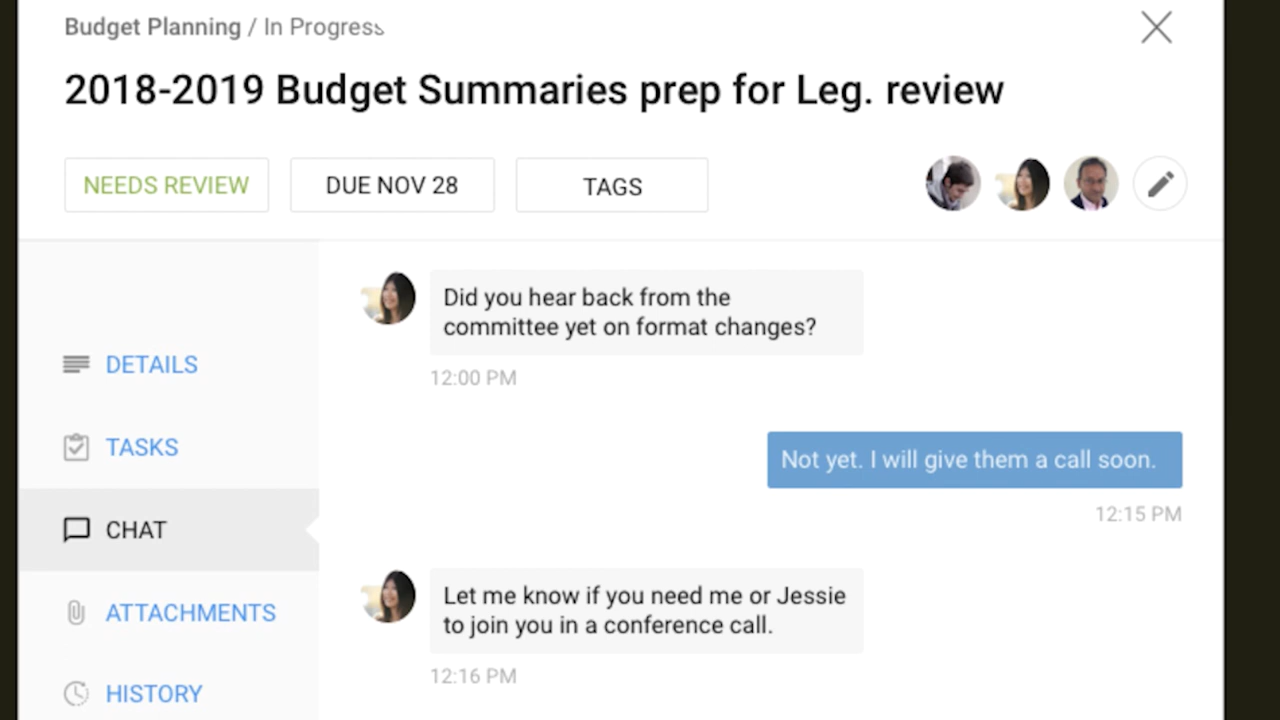 Budget Planning / In Progress
2018-2019 Budget Summaries prep for Leg. review
NEEDS REVIEW
DUE NOV 28
TAGS
Did you hear back from the
committee yet on format changes?
12:00 PM
Not yet. I will give them a call soon.
12:15 PM
Let me know if you need me or Jessie
to join you in a conference call.
12:16 PM
DETAILS
TASKS
CHAT
ATTACHMENTS
HISTORY